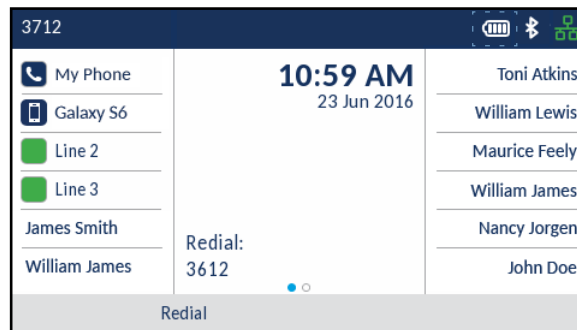 3712
My Phone
Galaxy S6
Line 2
Line 3
James Smith
William James
10:59 AM
23 Jun 2016
Redial:
3612
Toni Atkins
William Lewis
Maurice Feely
William James
Nancy Jorgen
John Doe
Redial